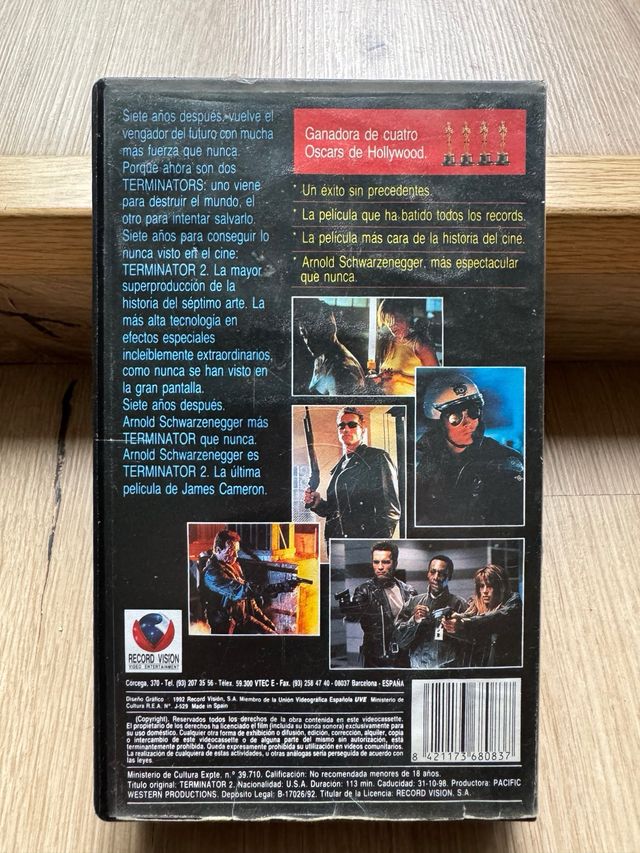 Siete años después, vuelve el
vengador del futuro con mucha
más fuerza que nunca.
Porque ahora son dos
TERMINATORS: uno viene
para destruir el mundo, el
otro para intentar salvarlo.
Siete años para conseguir lo
nunca visto en el cine:
TERMINATOR 2. La mayor
superproducción de la
historia del séptimo arte. La
más alta tecnología en
efectos especiales
incleíblemente extraordinarios,
como nunca se han visto en
la gran pantalla.
Siete años después.
Arnold Schwarzenegger más
TERMINATOR que nunca.
Arnold Schwarzenegger es
TERMINATOR 2. La última
película de James Cameron.
Ganadora de cuatro
Oscars de Hollywood.
* Un éxito sin precedentes.
* La película que ha batido todos los records.
* La película más cara de la historia del cine.
* Arnold Schwarzenegger, más espectacular
que nunca.
RECORD VISION
VIDEO ENTERTAINMENT
Córcega, 370 - Tel. (93) 207 35 56 - Télex. 59.300 VTEC E - Fax. (93) 258 47 40 - 08037 Barcelona - ESPAÑA
Diseño Gráfico 1992 Record Visión, S.A. Miembro de la Unión Videográfica Española UVE Ministerio de
Cultura R.E.A. Nº J-529 Made in Spain
(Copyright). Reservados todos los derechos de la obra contenida en este videocassette.
El propietario de los derechos ha licenciado el film (incluida su banda sonora) exclusivamente para
su uso doméstico. Cualquier otra forma de exhibición o difusión, edición, corrección, alquiler, copia
o intercambio de este videocassette o de alguna parte del mismo sin autorización, está
terminantemente prohibida. Queda expresamente prohibida su utilización en videos comunitarios.
La realización de cualquiera de estas actividades, u otras análogas serán perseguidas de acuerdo con
las leyes.
8 421173 680837
Ministerio de Cultura Expte. n.º 39.710. Calificación: No recomendada menores de 18 años.
Título original: TERMINATOR 2. Nacionalidad: U.S.A. Duración: 113 min. Caducidad: 31-10-98. Productora: PACIFIC
WESTERN PRODUCTIONS. Depósito Legal: B-17026/92. Titular de la Licencia: RECORD VISION, S.A.